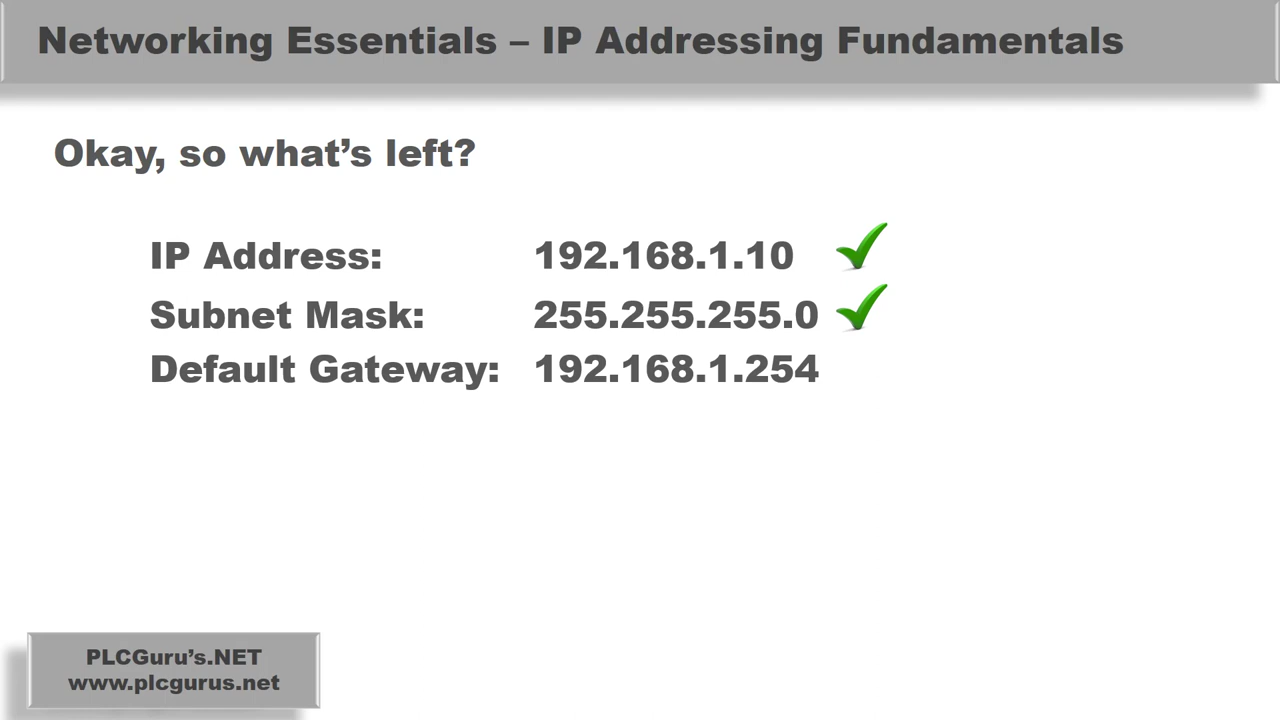 Networking Essentials – IP Addressing Fundamentals
Okay, so what’s left?
IP Address: 192.168.1.10
Subnet Mask: 255.255.255.0
Default Gateway: 192.168.1.254
PLCGuru’s.NET
www.plcgurus.net